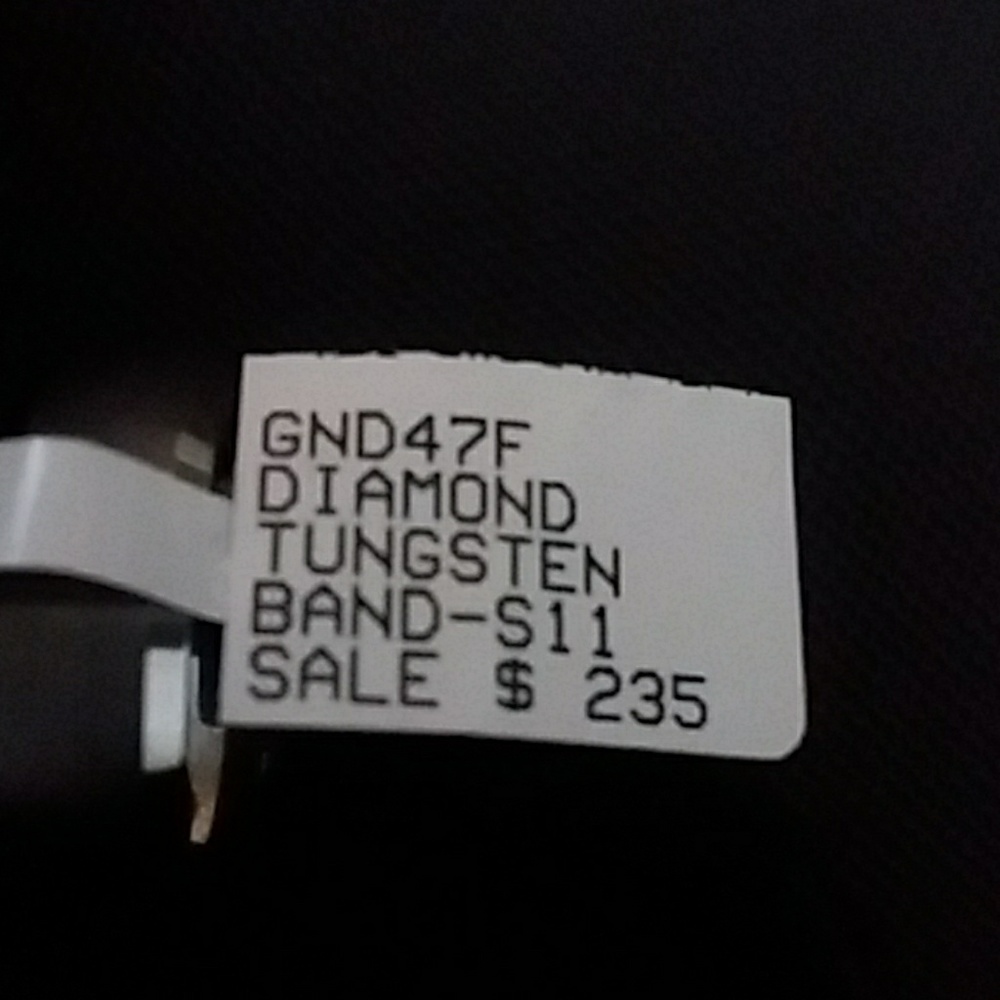 GND47F
DIAMOND
TUNGSTEN
BAND-S11
SALE $ 235